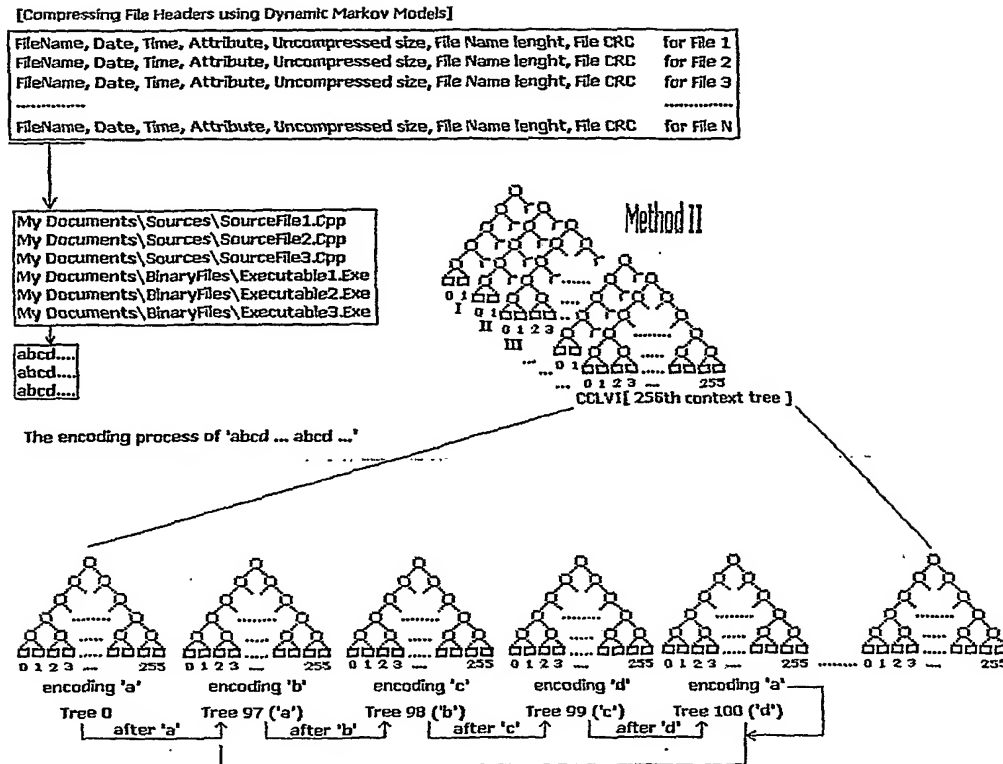 [Compressing File Headers using Dynamic Markov Models]
FileName, Date, Time, Attribute, Uncompressed size, File Name lenght, File CRC for File 1
FileName, Date, Time, Attribute, Uncompressed size, File Name lenght, File CRC for File 2
FileName, Date, Time, Attribute, Uncompressed size, File Name lenght, File CRC for File 3
.............. ..............
FileName, Date, Time, Attribute, Uncompressed size, File Name lenght, File CRC for File N
My Documents\Sources\SourceFile1.Cpp
My Documents\Sources\SourceFile2.Cpp
My Documents\Sources\SourceFile3.Cpp
My Documents\BinaryFiles\Executable1.Exe
My Documents\BinaryFiles\Executable2.Exe
My Documents\BinaryFiles\Executable3.Exe
abcd....
abcd....
abcd....
Method II
0 1
I
0 1
II
0 1 2 3 ...
III
... 0 1
...
... 0 1 2 3 ... 255
CCLVI[ 256th context tree ]
The encoding process of 'abcd ... abcd ...'
0 1 2 3 ... 255
0 1 2 3 ... 255
0 1 2 3 ... 255
0 1 2 3 ... 255
0 1 2 3 ... 255
........ 0 1 2 3 ... 255
encoding 'a'
encoding 'b'
encoding 'c'
encoding 'd'
encoding 'a'
Tree 0
Tree 97 ('a')
Tree 98 ('b')
Tree 99 ('c')
Tree 100 ('d')
after 'a'
after 'b'
after 'c'
after 'd'